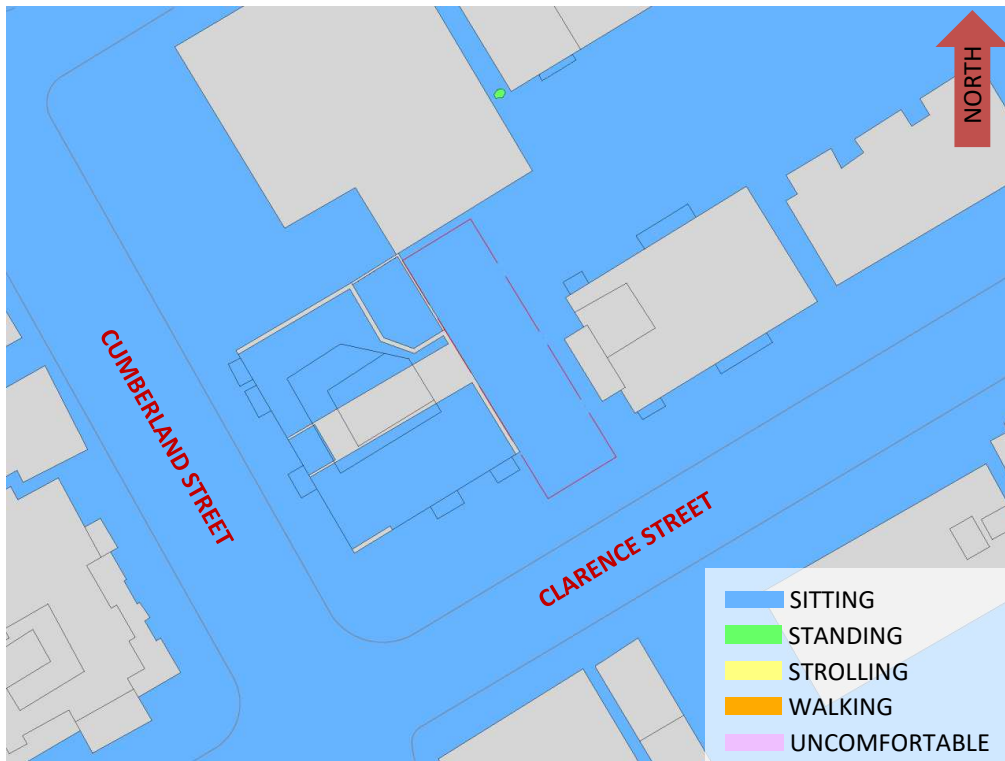 NORTH
CUMBERLAND STREET
CLARENCE STREET
SITTING
STANDING
STROLLING
WALKING
UNCOMFORTABLE